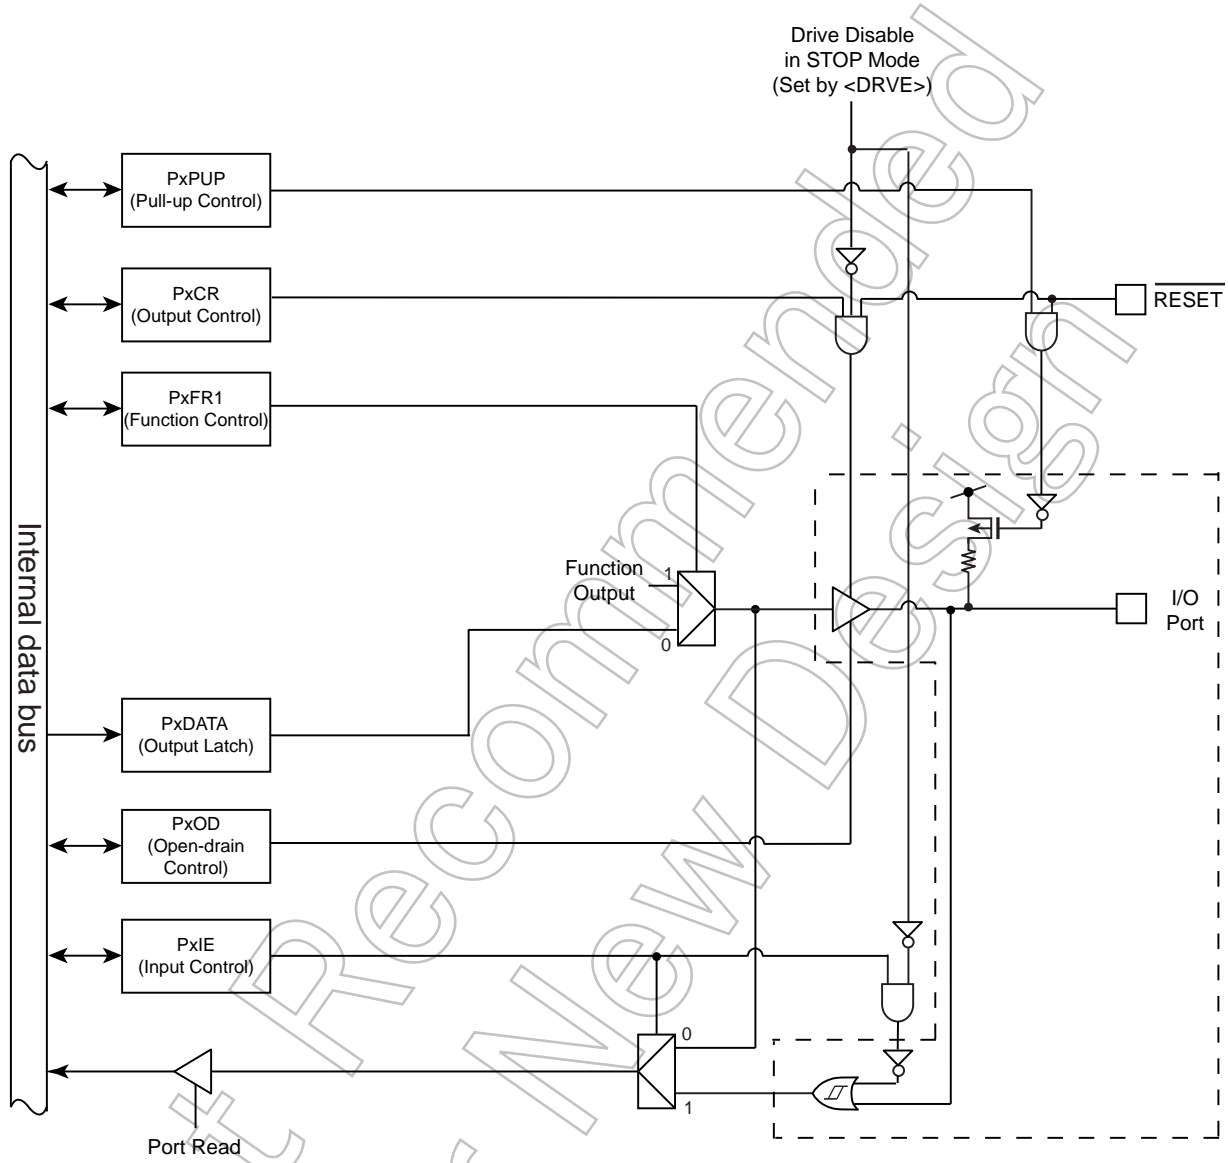 Drive Disable
in STOP Mode
(Set by <DRVE>)
PxPUP
(Pull-up Control)
PxCR
(Output Control)
RESET
PxFR1
(Function Control)
Internal data bus
Function
Output
1
0
I/O
Port
PxDATA
(Output Latch)
PxOD
(Open-drain
Control)
PxIE
(Input Control)
0
1
Port Read
t Recommended
New Design